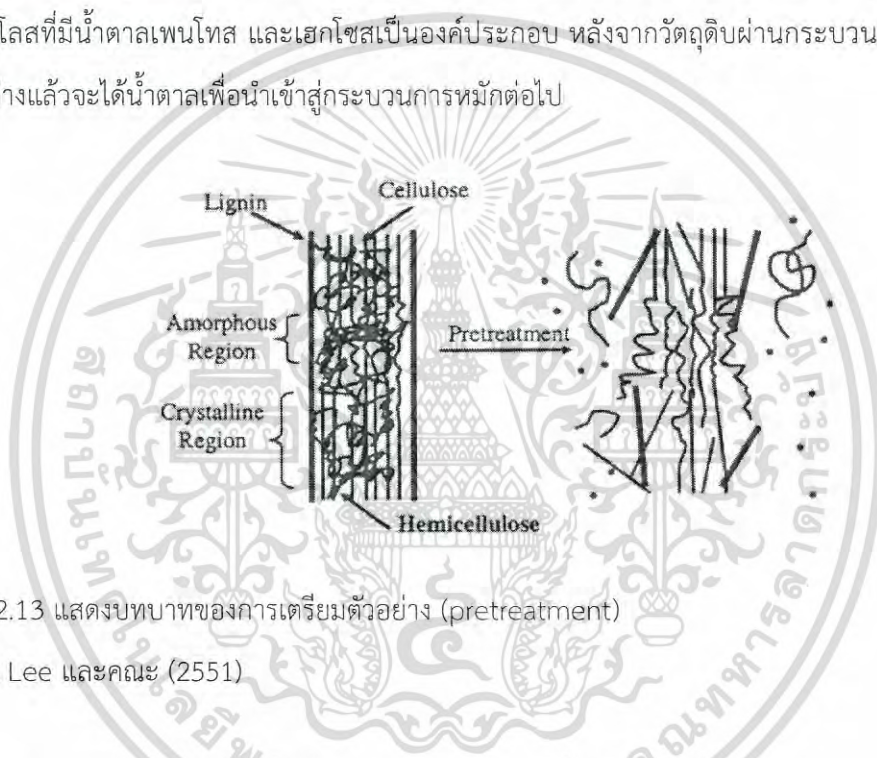 โลสที่มีน้ำตาลเพนโทส และเฮกโซสเป็นองค์ประกอบ หลังจากวัตถุดิบผ่านกระบวน
างแล้วจะได้น้ำตาลเพื่อนำเข้าสู่กระบวนการหมักต่อไป
Lignin
Cellulose
Amorphous
Region
Pretreatment
Crystalline
Region
Hemicellulose
2.13 แสดงบทบาทของการเตรียมตัวอย่าง (pretreatment)
Lee และคณะ (2551)